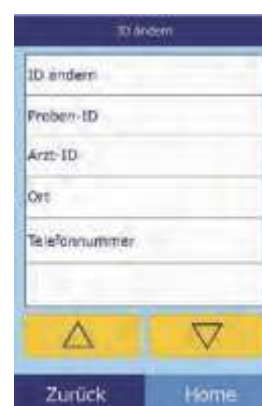 ID ändern
ID ändern
Proben-ID
Arzt-ID
Ort
Telefonnummer
Zurück
Home